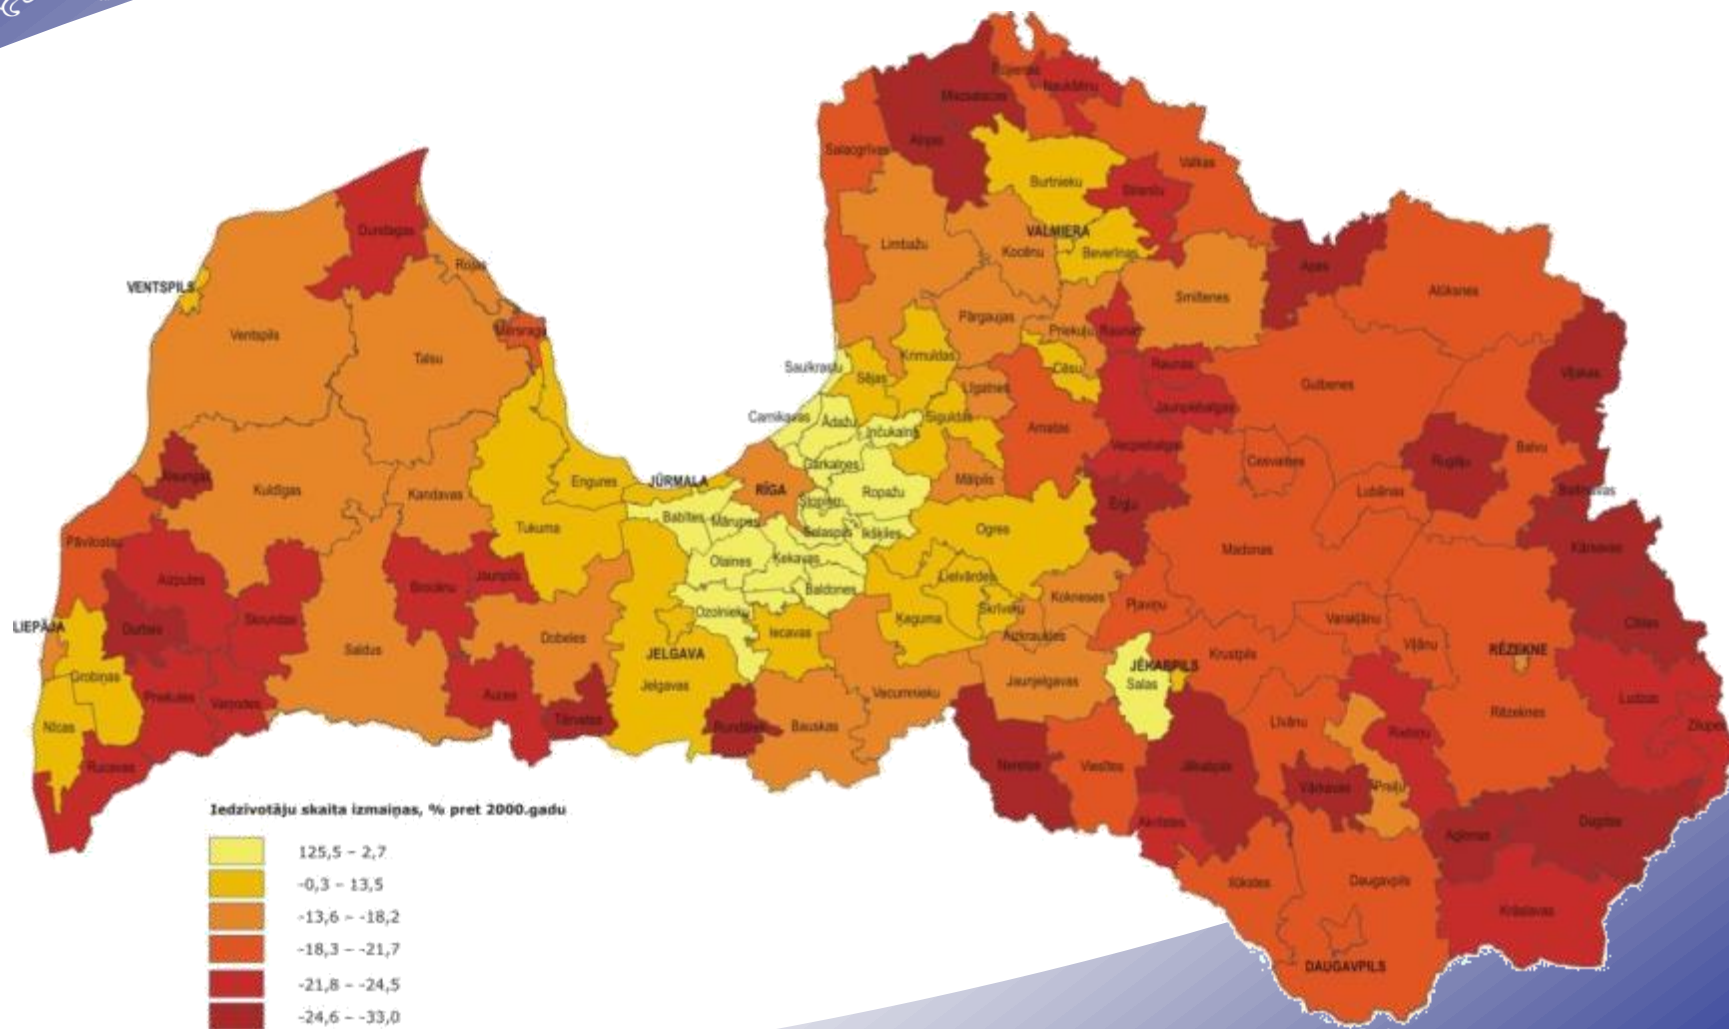 Rūjienas
Naukšēnu
Mazsalacas
Alojas
Salacgrīvas
Valkas
Burtnieku
Strenču
Dundagas
VALMIERA
Limbažu
Kocēnu
Beverīnas
Rojas
Apes
VENTSPILS
Smiltenes
Alūksnes
Pārgaujas
Ventspils
Mērsraga
Priekuļu
Raunas
Talsu
Krimuldas
Saulkrastu
Cēsu
Raunas
Viļakas
Sējas
Līgatnes
Gulbenes
Jaunpiebalgas
Carnikavas
Ādažu
Siguldas
Amatas
Inčukalna
Vecpiebalgas
Balvu
Garkalnes
Cesvaines
Rugāju
Alsungas
JŪRMALA
Engures
Mālpils
RĪGA
Kuldīgas
Kandavas
Ropažu
Lubānas
Baltinavas
Stopiņu
Ērgļu
Babītes
Mārupes
Tukuma
Salaspils
Ikšķiles
Ogres
Pāvilostas
Madonas
Kārsavas
Olaines
Ķekavas
Aizputes
Jaunpils
Lielvārdes
Brocēnu
Baldones
Kokneses
Pļaviņu
Ozolnieku
Skrīveru
Skrundas
Ķeguma
Varakļānu
Ciblas
LIEPĀJA
Durbes
Iecavas
Dobeles
Aizkraukles
Viļānu
Saldus
JELGAVA
RĒZEKNE
Krustpils
JĒKABPILS
Grobiņas
Jelgavas
Jaunjelgavas
Salas
Vecumnieku
Priekules
Auces
Ludzas
Vaiņodes
Rēzeknes
Tērvetes
Līvānu
Nīcas
Rundāles
Bauskas
Zilupes
Riebiņu
Rucavas
Neretas
Viesītes
Jēkabpils
Vārkavas
Preiļu
Aknīstes
Dagdas
Aglonas
Ilūkstes
Daugavpils
Krāslavas
DAUGAVPILS
Iedzīvotāju skaita izmaiņas, % pret 2000.gadu
125,5 – 2,7
-0,3 – 13,5
-13,6 – -18,2
-18,3 – -21,7
-21,8 – -24,5
-24,6 – -33,0